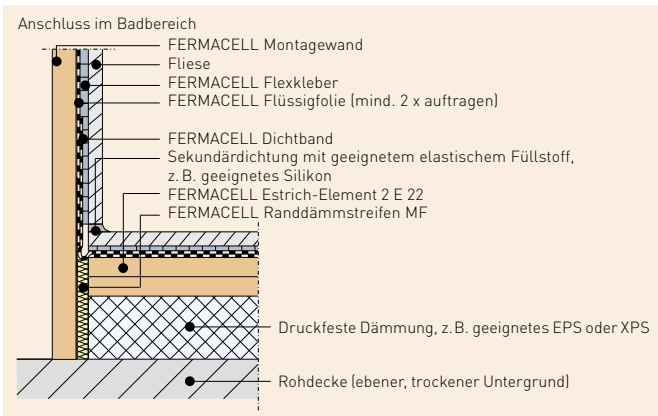 Anschluss im Badbereich
FERMACELL Montagewand
Fliese
FERMACELL Flexkleber
FERMACELL Flüssigfolie (mind. 2 x auftragen)
FERMACELL Dichtband
Sekundärdichtung mit geeignetem elastischem Füllstoff,
z. B. geeignetes Silikon
FERMACELL Estrich-Element 2 E 22
FERMACELL Randdämmstreifen MF
Druckfeste Dämmung, z. B. geeignetes EPS oder XPS
Rohdecke (ebener, trockener Untergrund)